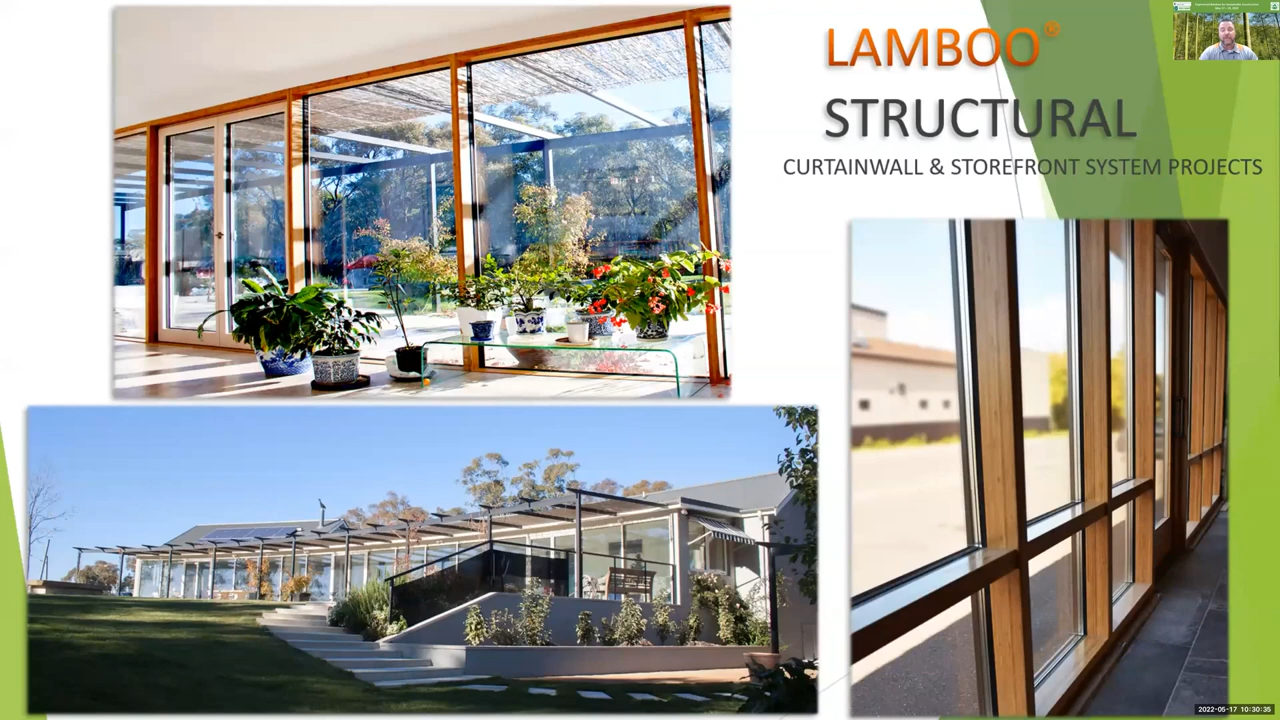 LAMBOO®
STRUCTURAL
CURTAINWALL & STOREFRONT SYSTEM PROJECTS
2022-05-17 10:30:35